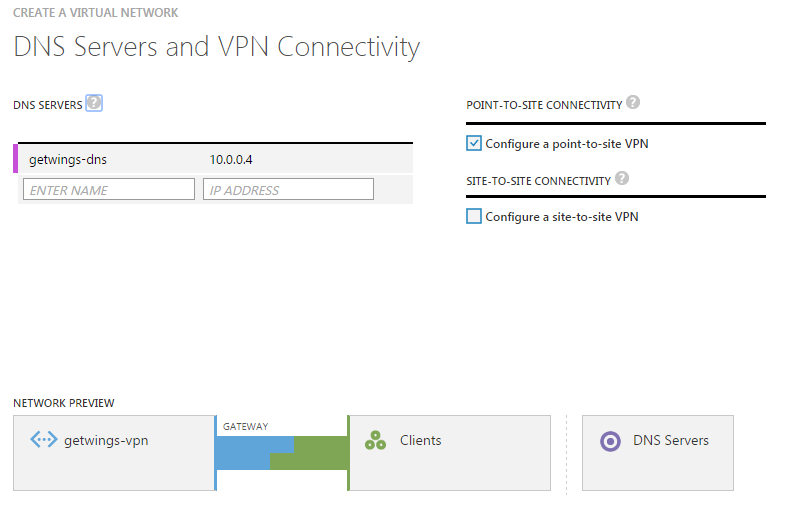 CREATE A VIRTUAL NETWORK
DNS Servers and VPN Connectivity
DNS SERVERS ?
getwings-dns 10.0.0.4
ENTER NAME IP ADDRESS
POINT-TO-SITE CONNECTIVITY ?
Configure a point-to-site VPN
SITE-TO-SITE CONNECTIVITY ?
Configure a site-to-site VPN
NETWORK PREVIEW
getwings-vpn
GATEWAY
Clients
DNS Servers